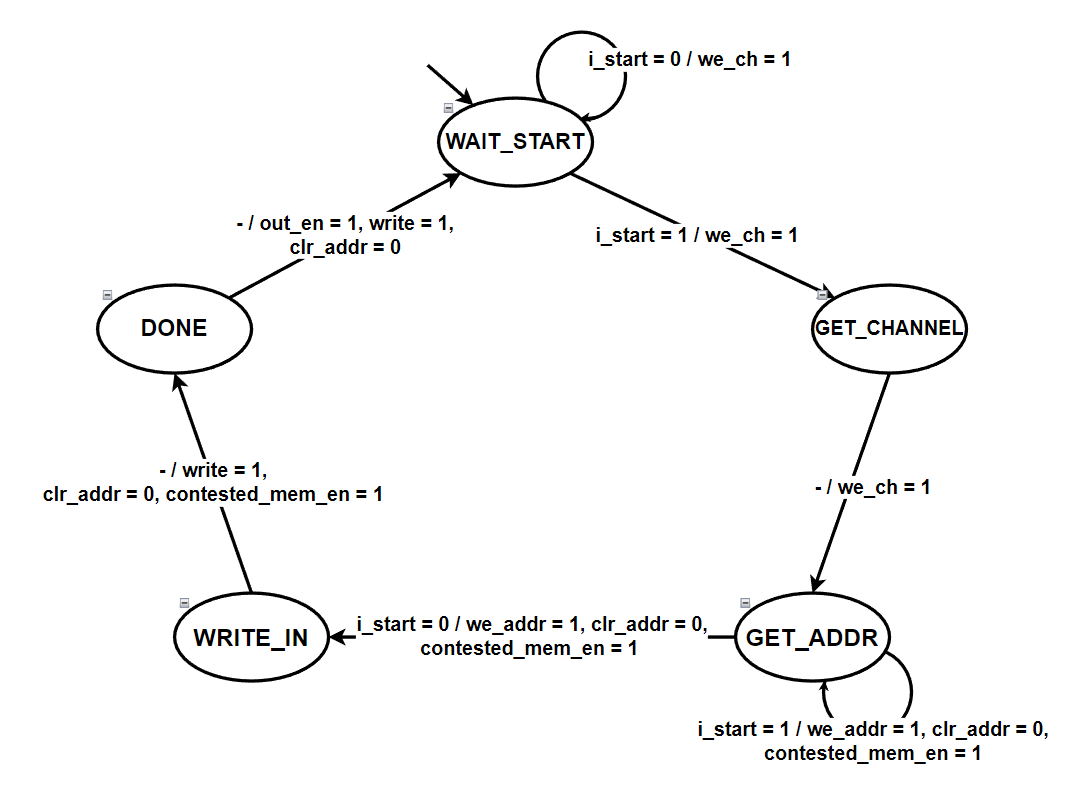 i_start = 0 / we_ch = 1
WAIT_START
- / out_en = 1, write = 1,
clr_addr = 0
i_start = 1 / we_ch = 1
DONE
GET_CHANNEL
- / write = 1,
clr_addr = 0, contested_mem_en = 1
- / we_ch = 1
WRITE_IN
i_start = 0 / we_addr = 1, clr_addr = 0,
contested_mem_en = 1
GET_ADDR
i_start = 1 / we_addr = 1, clr_addr = 0,
contested_mem_en = 1